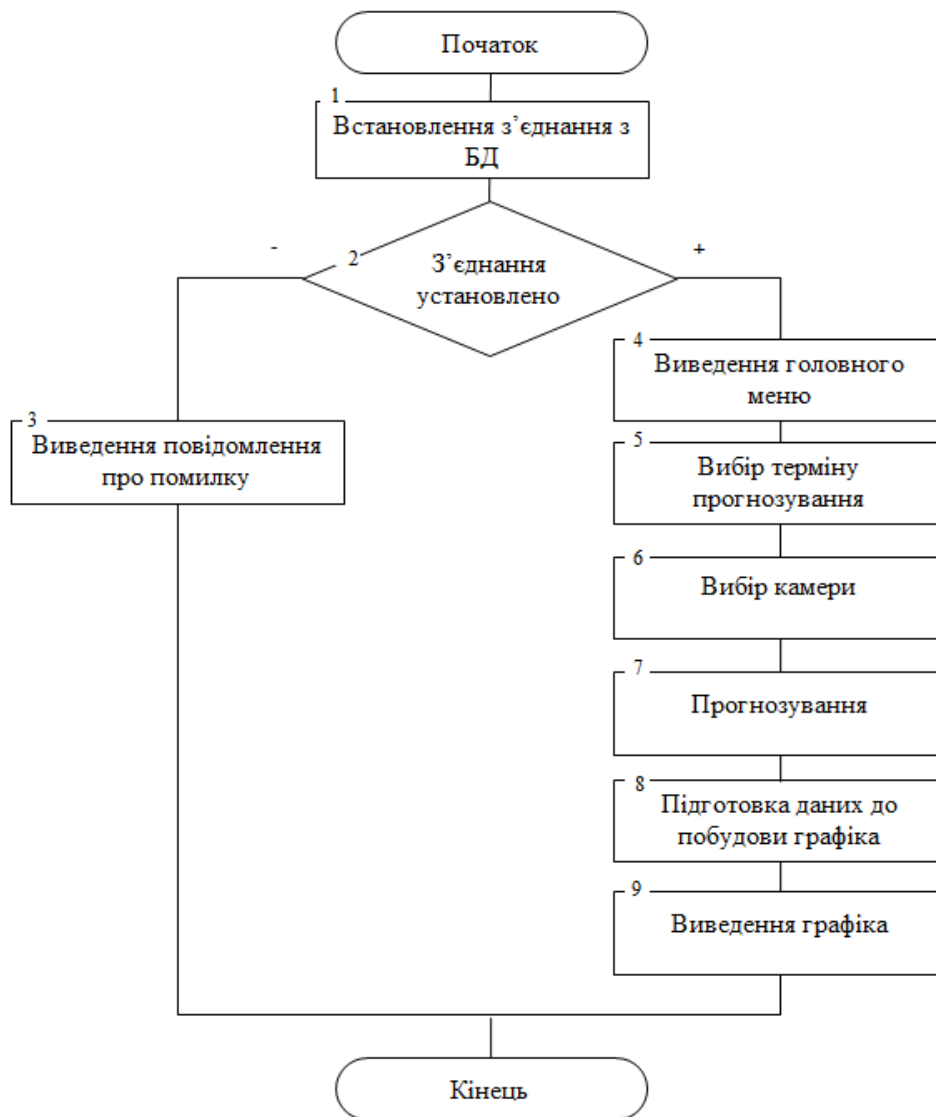 Початок
1
Встановлення з’єднання з
БД
-
2
+
З’єднання
установлено
4
Виведення головного
меню
3
Виведення повідомлення
про помилку
5
Вибір терміну
прогнозування
6
Вибір камери
7
Прогнозування
8
Підготовка даних до
побудови графіка
9
Виведення графіка
Кінець